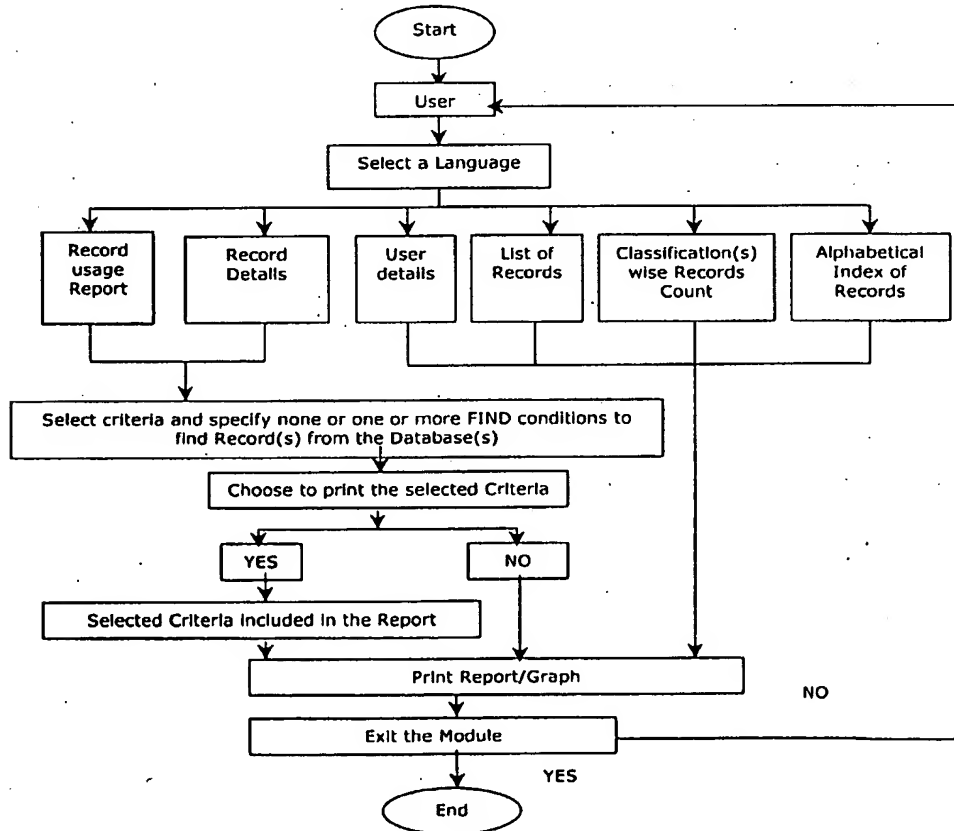 Start
User
Select a Language
Record
usage
Report
Record
Details
User
details
List of
Records
Classification(s)
wise Records
Count
Alphabetical
Index of
Records
Select criteria and specify none or one or more FIND conditions to
find Record(s) from the Database(s)
Choose to print the selected Criteria
YES
NO
Selected Criteria included in the Report
Print Report/Graph
NO
Exit the Module
YES
End